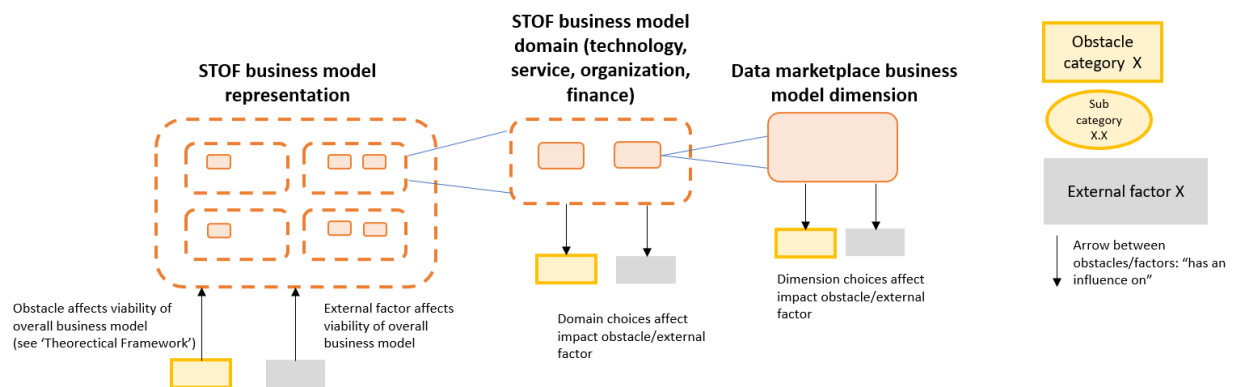 STOF business model
representation
STOF business model
domain (technology,
service, organization,
finance)
Data marketplace business
model dimension
Obstacle
category X
Sub
category
X.X
External factor X
Arrow between
obstacles/factors: “has an
influence on”
Obstacle affects viability of
overall business model
(see ‘Theorectical Framework’)
External factor affects
viability of overall
business model
Domain choices affect
impact obstacle/external
factor
Dimension choices affect
impact obstacle/external
factor